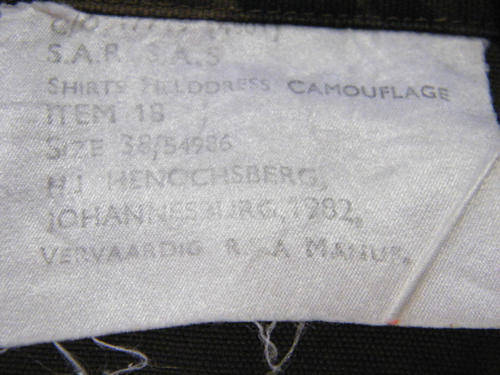 S.A.R. S.A.S
SHIRTS FIELDDRESS CAMOUFLAGE
ITEM 18
SIZE 38/54986
H.J. HENOCHSBERG,
JOHANNESBURG, 1982.
VERVAARDIG R.S.A MANUF.